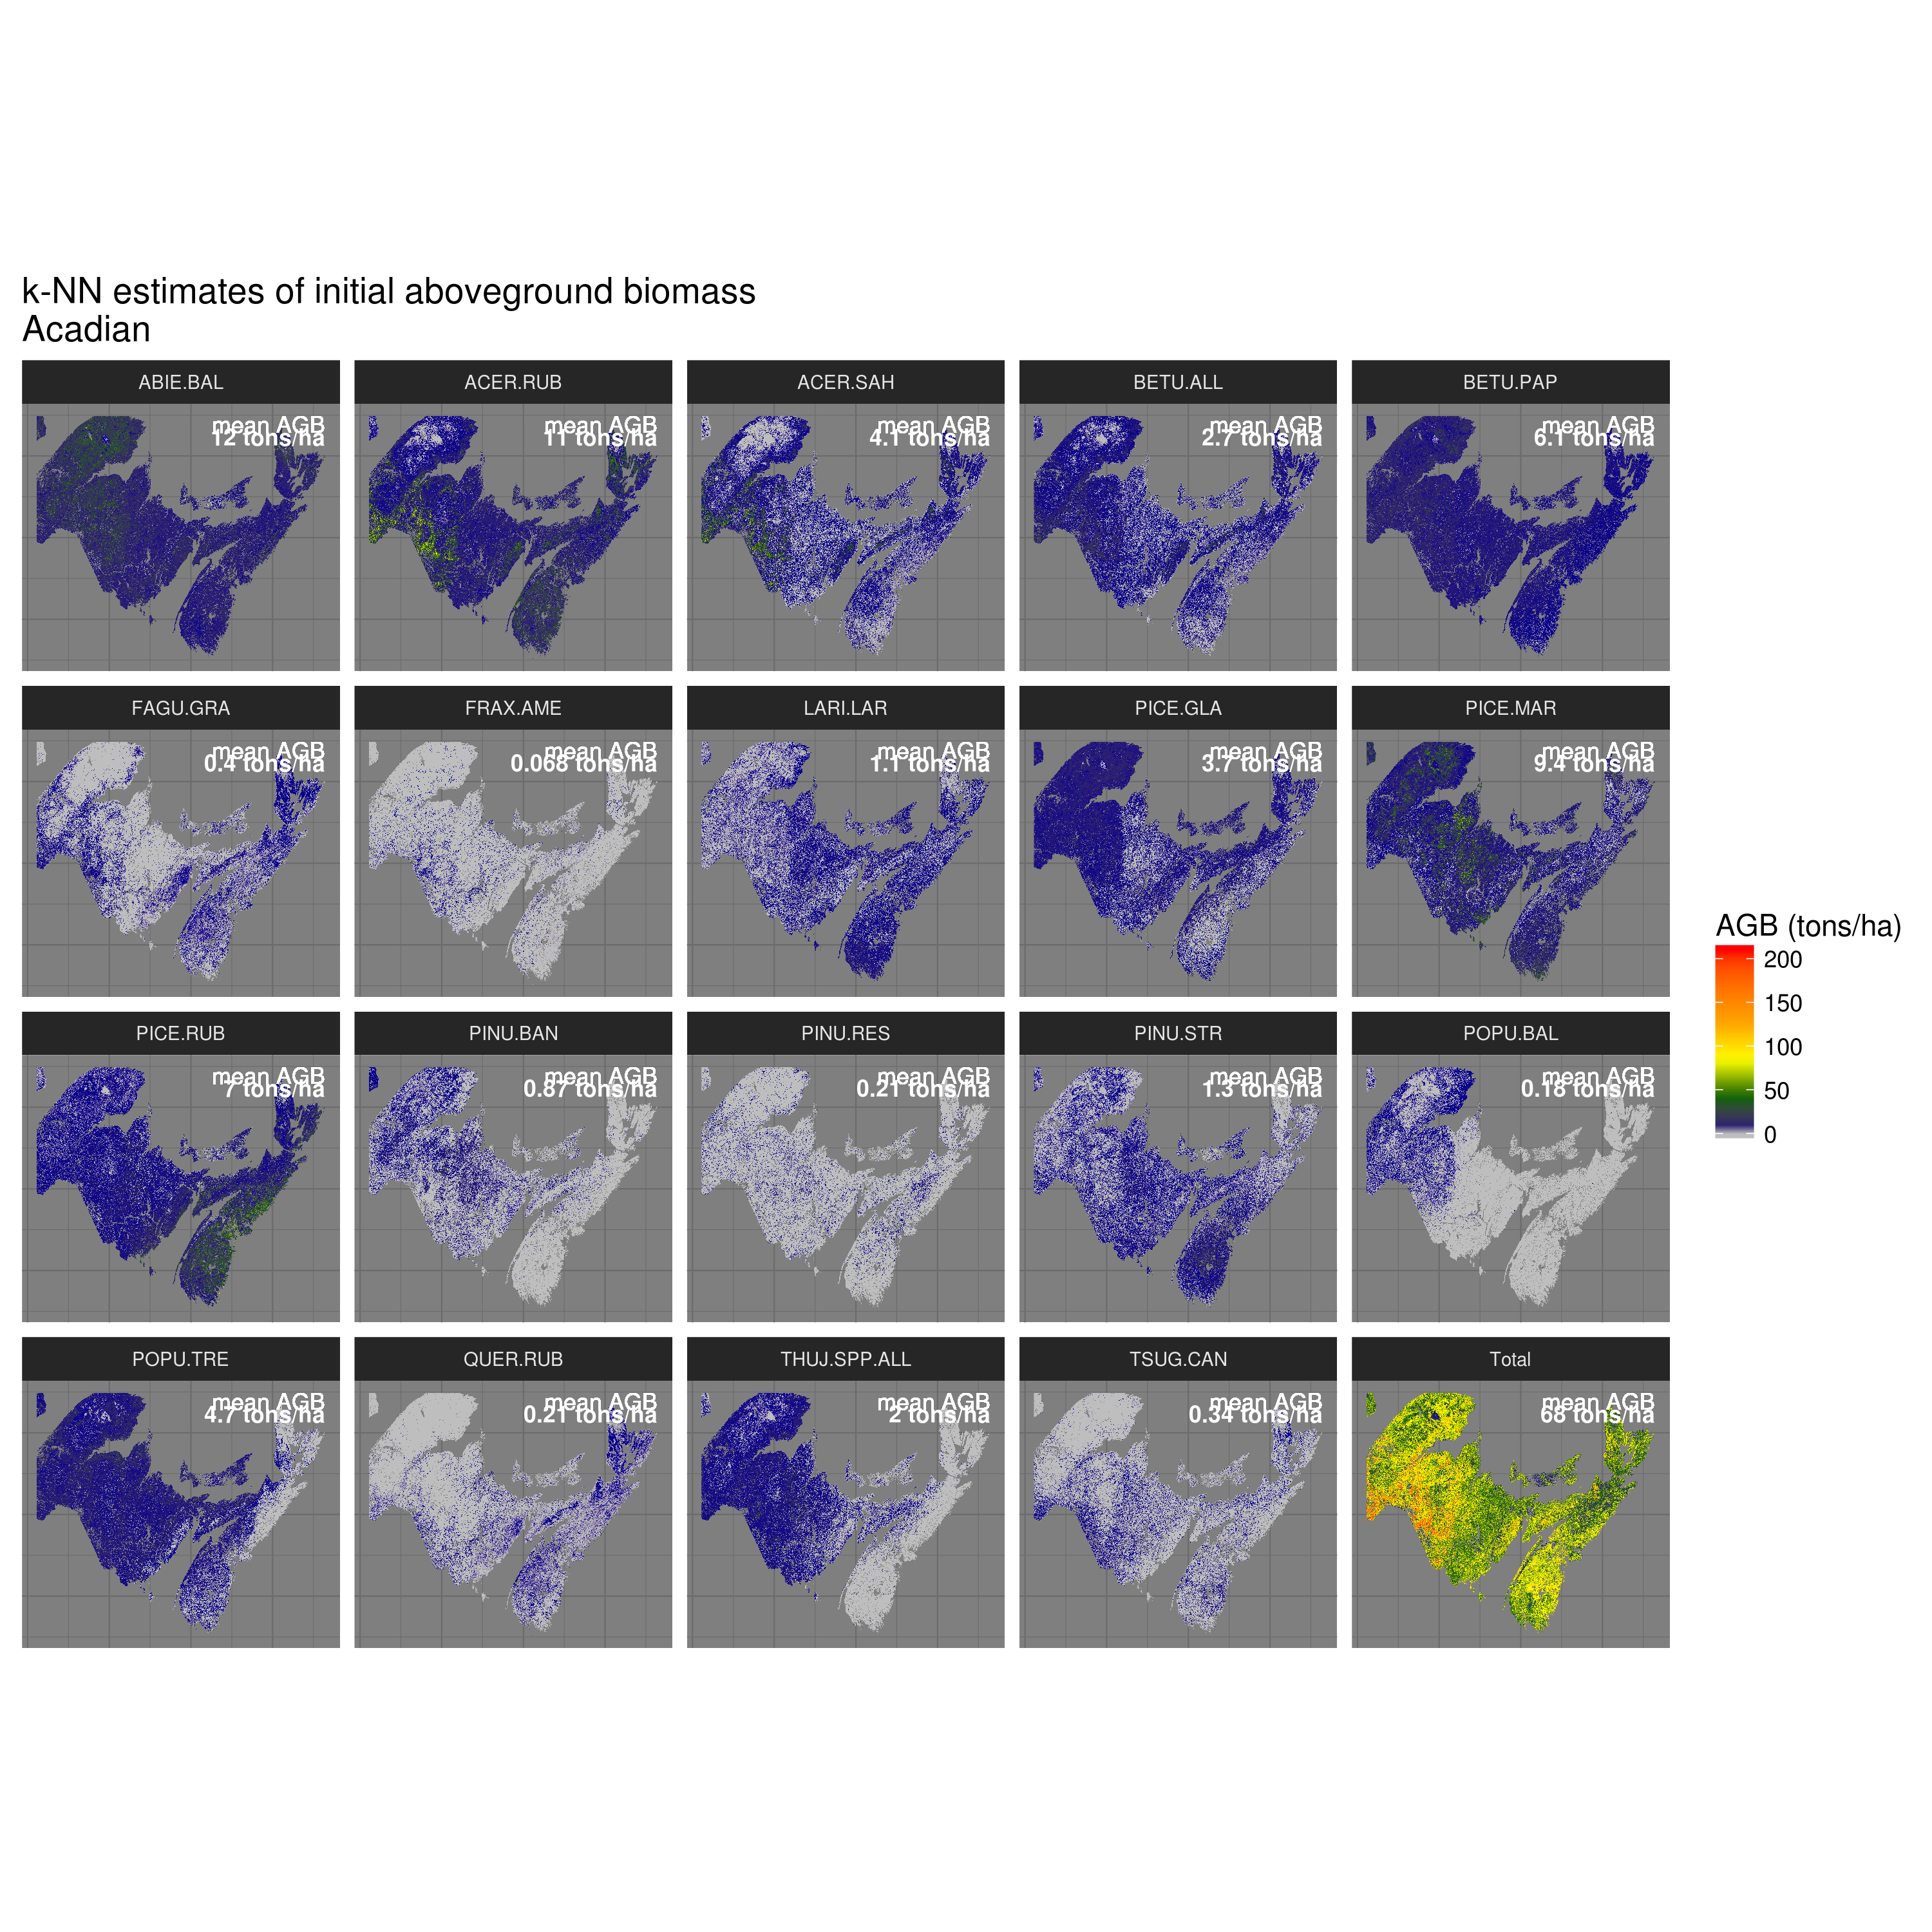 k-NN estimates of initial aboveground biomass
Acadian
ABIE.BAL
mean AGB
12 tons/ha
ACER.RUB
mean AGB
11 tons/ha
ACER.SAH
mean AGB
4.1 tons/ha
BETU.ALL
mean AGB
2.7 tons/ha
BETU.PAP
mean AGB
6.1 tons/ha
FAGU.GRA
mean AGB
0.4 tons/ha
FRAX.AME
mean AGB
0.068 tons/ha
LARI.LAR
mean AGB
1.1 tons/ha
PICE.GLA
mean AGB
3.7 tons/ha
PICE.MAR
mean AGB
9.4 tons/ha
PICE.RUB
mean AGB
7 tons/ha
PINU.BAN
mean AGB
0.87 tons/ha
PINU.RES
mean AGB
0.21 tons/ha
PINU.STR
mean AGB
1.3 tons/ha
POPU.BAL
mean AGB
0.18 tons/ha
POPU.TRE
mean AGB
4.7 tons/ha
QUER.RUB
mean AGB
0.21 tons/ha
THUJ.SPP.ALL
mean AGB
2 tons/ha
TSUG.CAN
mean AGB
0.34 tons/ha
Total
mean AGB
68 tons/ha
AGB (tons/ha)
200
150
100
50
0